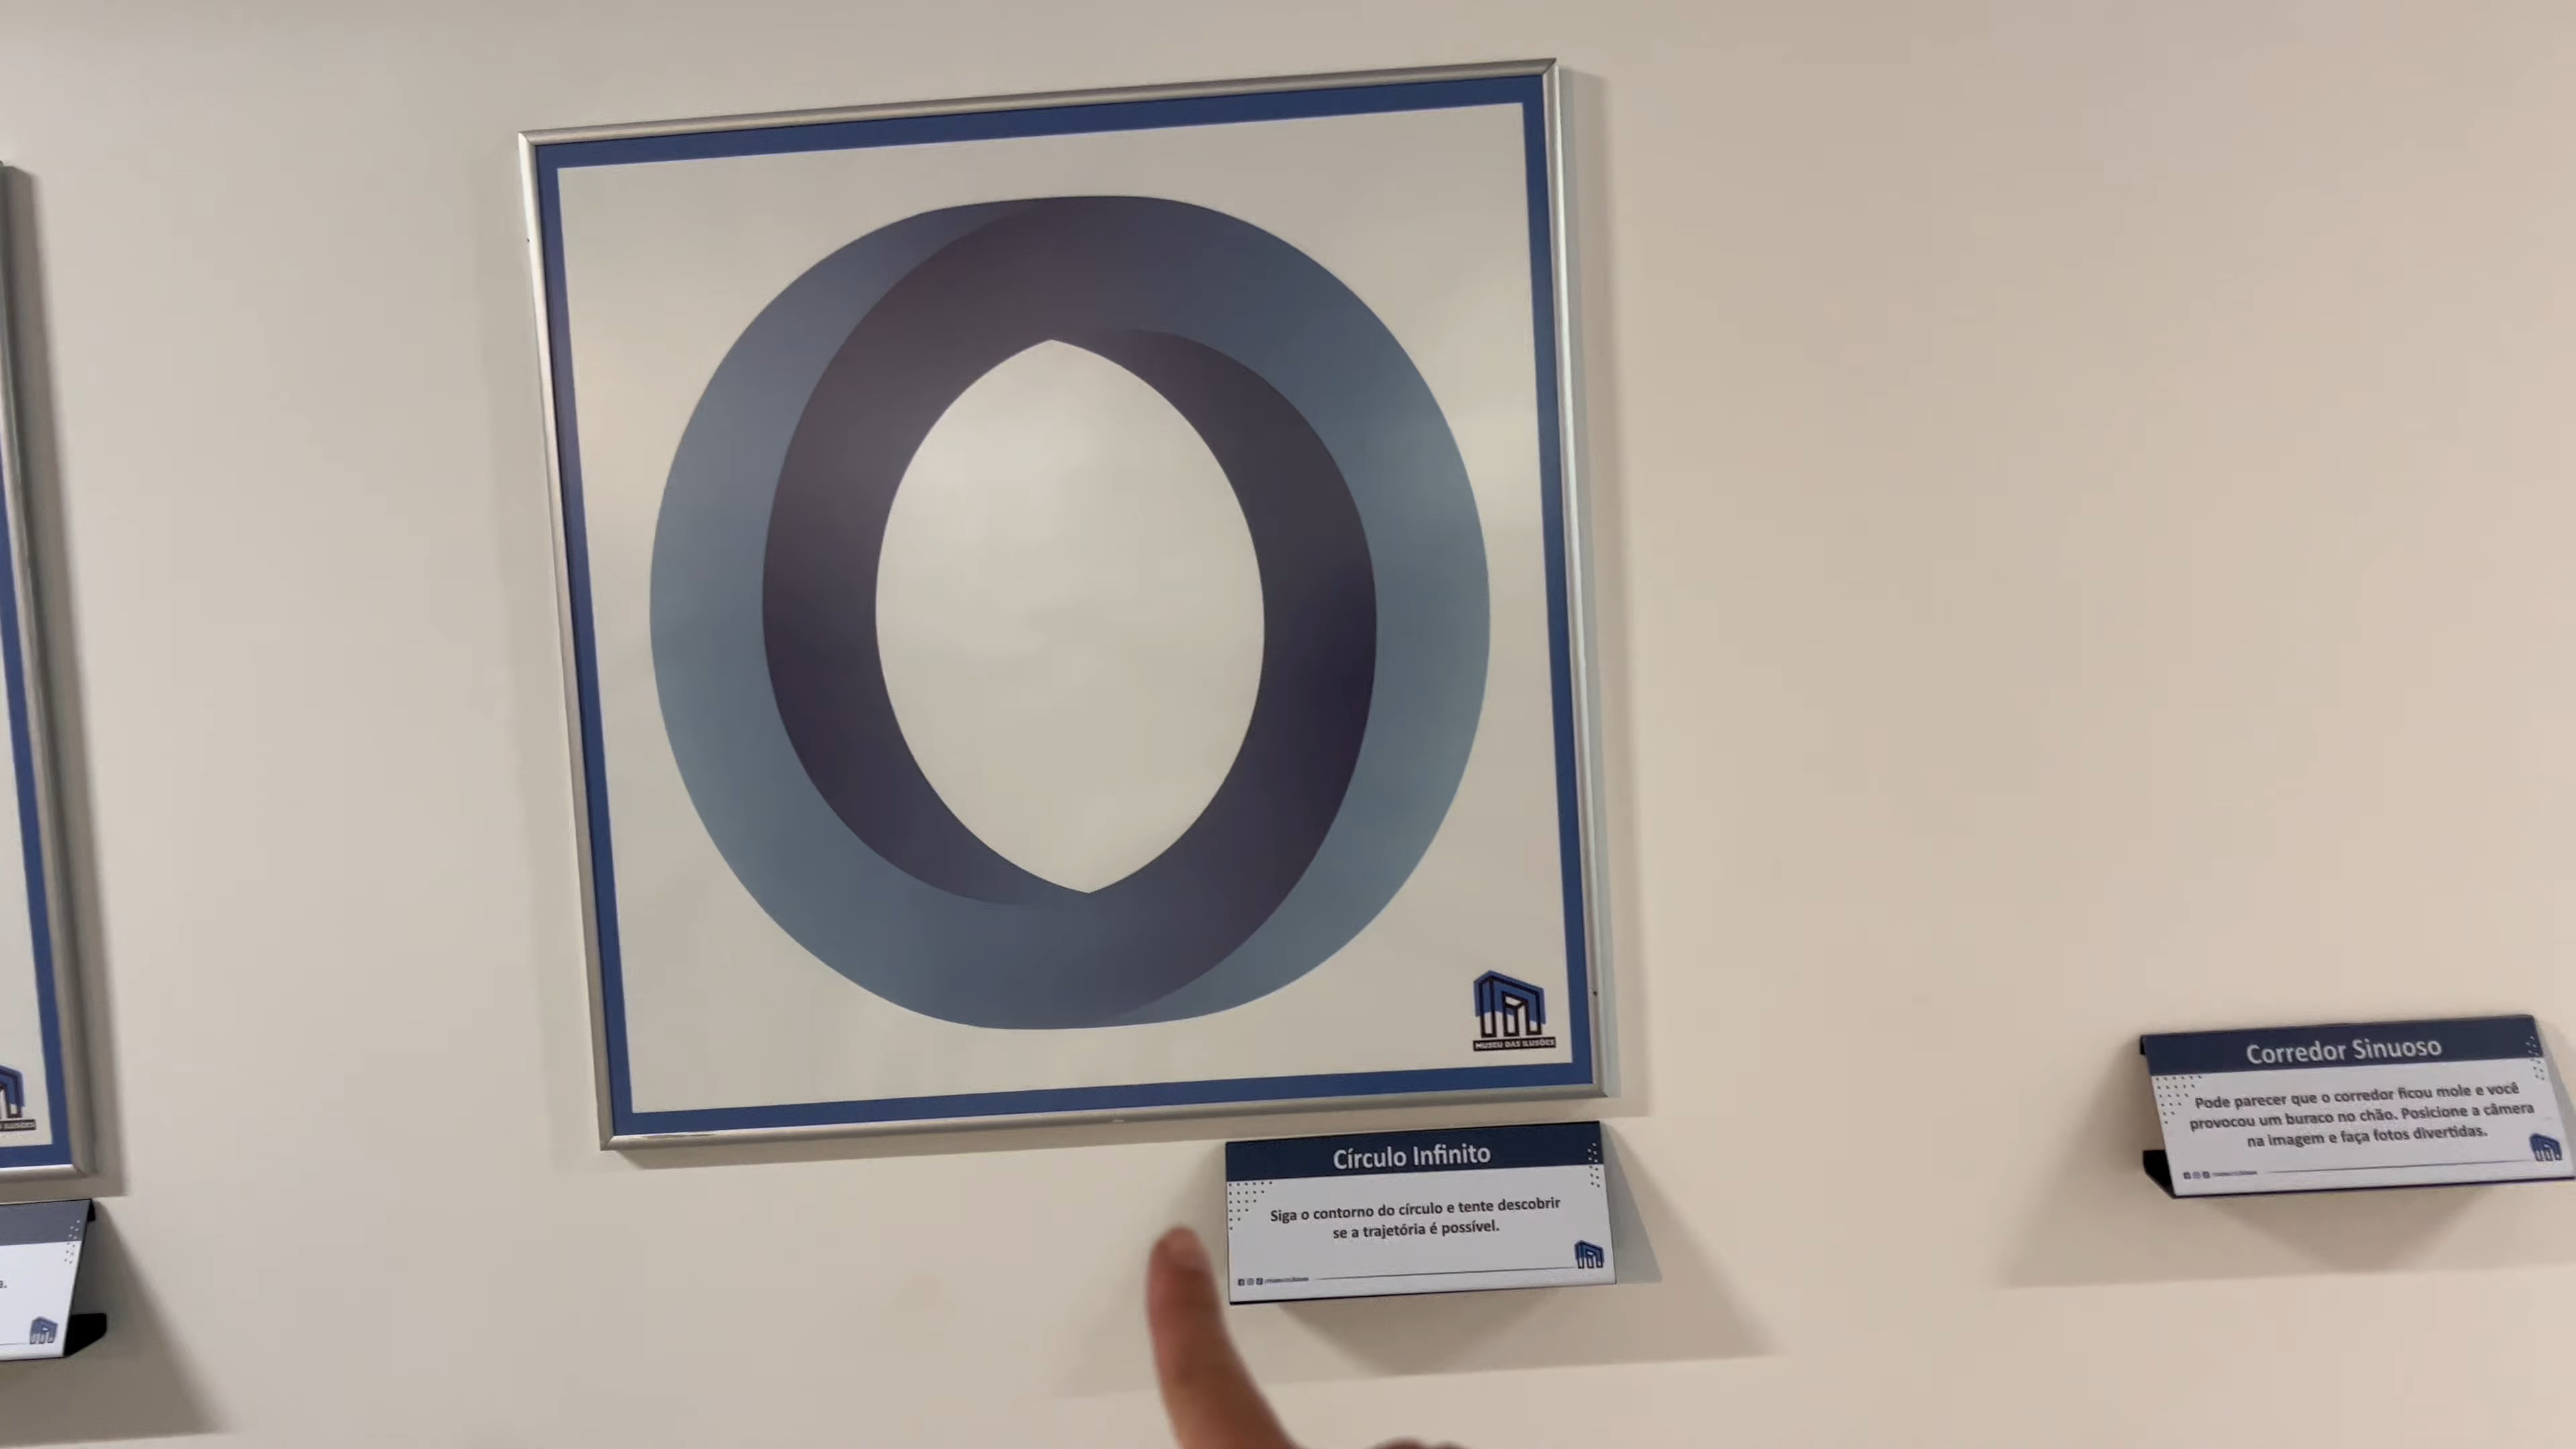 MUSEU DAS ILUSÕES
Círculo Infinito
Siga o contorno do círculo e tente descobrir
se a trajetória é possível.
Corredor Sinuoso
Pode parecer que o corredor ficou mole e você
provocou um buraco no chão. Posicione a câmera
na imagem e faça fotos divertidas.